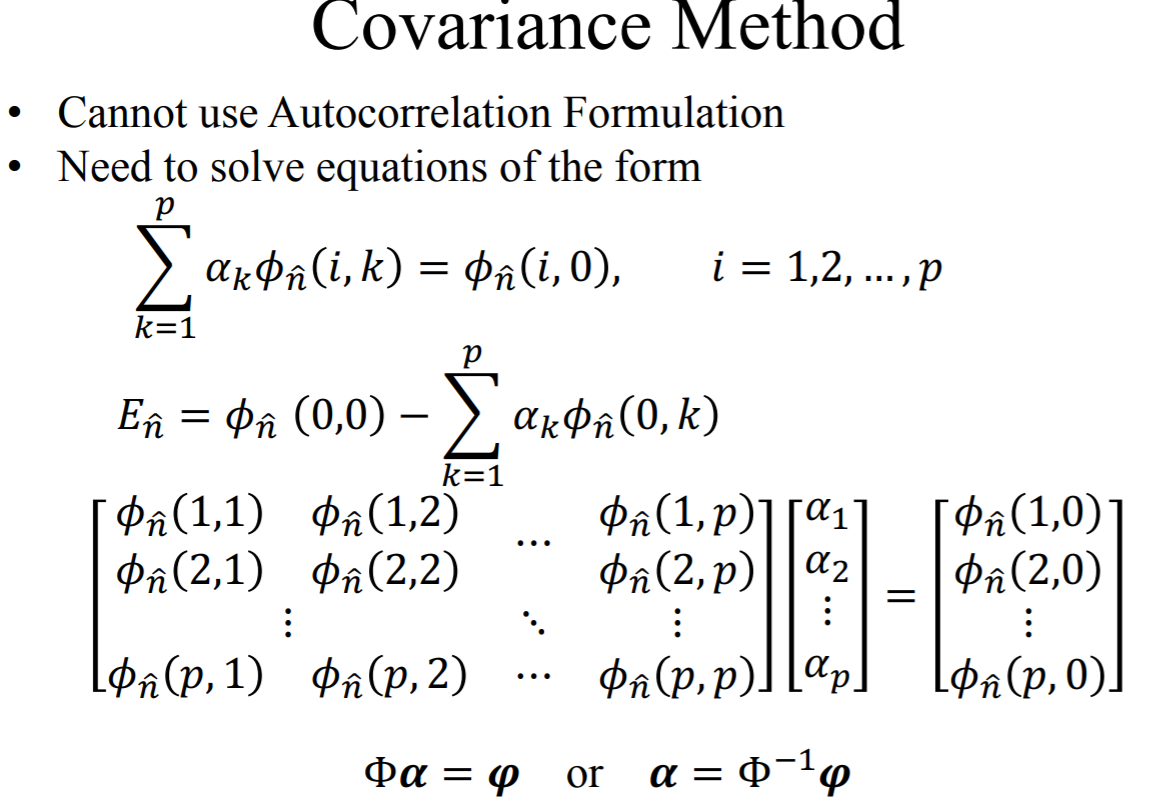 Covariance Method
• Cannot use Autocorrelation Formulation
• Need to solve equations of the form
∑_{k=1}^{p} α_k ϕ_n̂(i, k) = ϕ_n̂(i, 0), i = 1,2, … , p
E_n̂ = ϕ_n̂ (0,0) − ∑_{k=1}^{p} α_k ϕ_n̂(0, k)
[ϕ_n̂(1,1) ϕ_n̂(1,2) ⋯ ϕ_n̂(1, p)] [α_1] = [ϕ_n̂(1,0)]
[ϕ_n̂(2,1) ϕ_n̂(2,2) ϕ_n̂(2, p)] [α_2] [ϕ_n̂(2,0)]
⋮ ⋱ ⋮ ⋮ ⋮
[ϕ_n̂(p, 1) ϕ_n̂(p, 2) ⋯ ϕ_n̂(p, p)] [α_p] [ϕ_n̂(p, 0)]
Φα = φ or α = Φ^{−1}φ